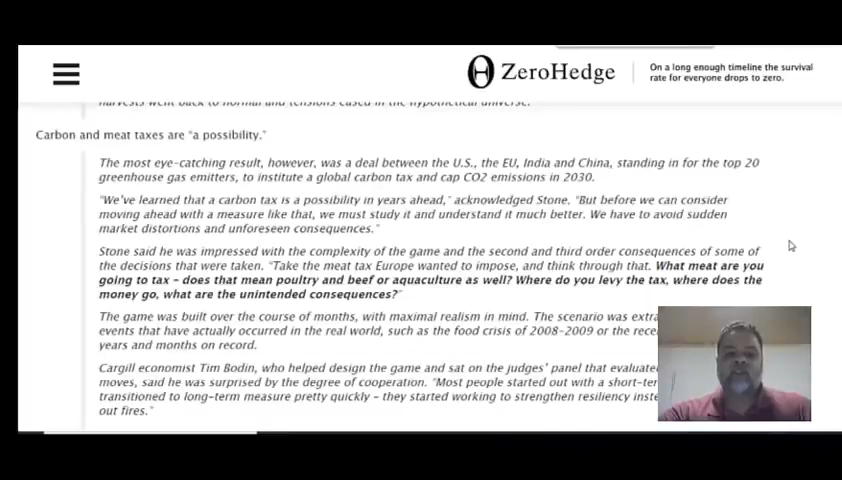 ZeroHedge
On a long enough timeline the survival
rate for everyone drops to zero.
harvests went back to normal and tensions eased in the hypothetical universe.
Carbon and meat taxes are "a possibility."
The most eye-catching result, however, was a deal between the U.S., the EU, India and China, standing in for the top 20
greenhouse gas emitters, to institute a global carbon tax and cap CO2 emissions in 2030.
"We've learned that a carbon tax is a possibility in years ahead," acknowledged Stone. "But before we can consider
moving ahead with a measure like that, we must study it and understand it much better. We have to avoid sudden
market distortions and unforeseen consequences."
Stone said he was impressed with the complexity of the game and the second and third order consequences of some of
the decisions that were taken. "Take the meat tax Europe wanted to impose, and think through that. What meat are you
going to tax – does that mean poultry and beef or aquaculture as well? Where do you levy the tax, where does the
money go, what are the unintended consequences?"
The game was built over the course of months, with maximal realism in mind. The scenario was extra
events that have actually occurred in the real world, such as the food crisis of 2008-2009 or the rece
years and months on record.
Cargill economist Tim Bodin, who helped design the game and sat on the judges' panel that evaluate
moves, said he was surprised by the degree of cooperation. "Most people started out with a short-ter
transitioned to long-term measure pretty quickly – they started working to strengthen resiliency inste
out fires."